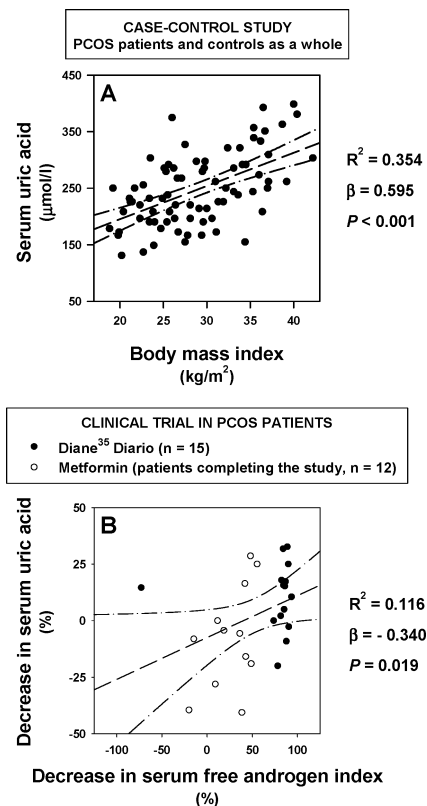 CASE-CONTROL STUDY
PCOS patients and controls as a whole
A
Serum uric acid
(μmol/l)
450
350
250
150
50
20 25 30 35 40
Body mass index
(kg/m²)
R² = 0.354
β = 0.595
P < 0.001
CLINICAL TRIAL IN PCOS PATIENTS
● Diane³⁵ Diario (n = 15)
○ Metformin (patients completing the study, n = 12)
B
Decrease in serum uric acid
(%)
50
25
0
-25
-50
-100 -50 0 50 100
Decrease in serum free androgen index
(%)
R² = 0.116
β = - 0.340
P = 0.019